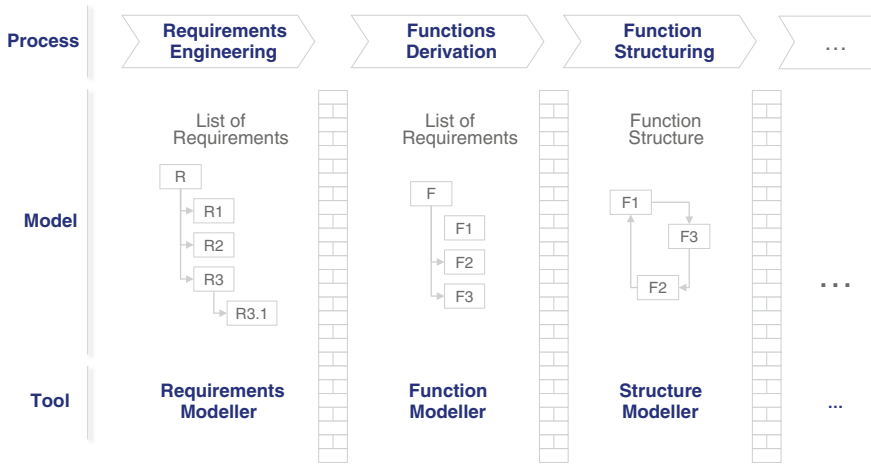 Process
Requirements
Engineering
Functions
Derivation
Function
Structuring
...
Model
List of
Requirements
R
R1
R2
R3
R3.1
List of
Requirements
F
F1
F2
F3
Function
Structure
F1
F3
F2
...
Tool
Requirements
Modeller
Function
Modeller
Structure
Modeller
...